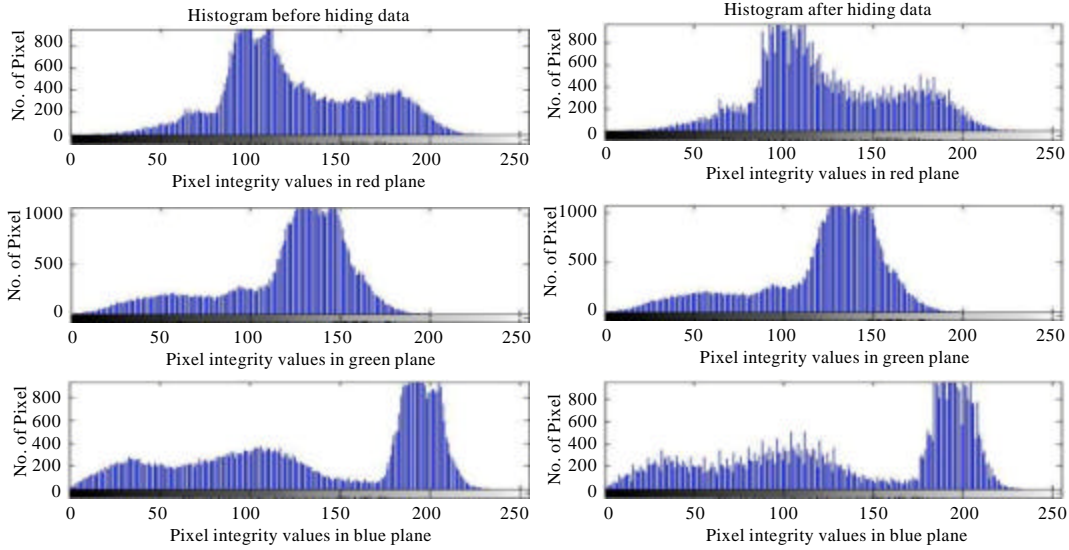 Histogram before hiding data
No. of Pixel
800
600
400
200
0
0 50 100 150 200 250
Pixel integrity values in red plane
Histogram after hiding data
No. of Pixel
800
600
400
200
0
0 50 100 150 200 250
Pixel integrity values in red plane
No. of Pixel
1000
500
0
0 50 100 150 200 250
Pixel integrity values in green plane
No. of Pixel
1000
500
0
0 50 100 150 200 250
Pixel integrity values in green plane
No. of Pixel
800
600
400
200
0
0 50 100 150 200 250
Pixel integrity values in blue plane
No. of Pixel
800
600
400
200
0
0 50 100 150 200 250
Pixel integrity values in blue plane